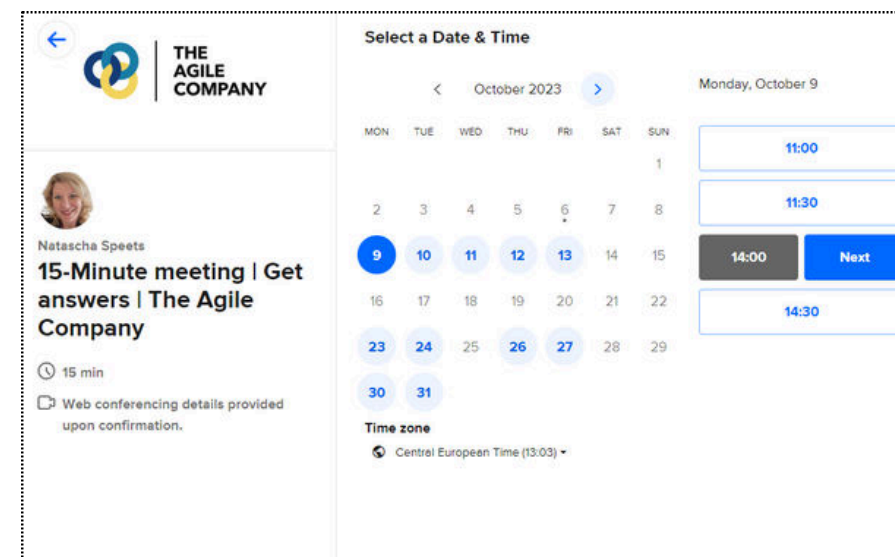 THE
AGILE
COMPANY
Natascha Speets
15-Minute meeting | Get
answers | The Agile
Company
15 min
Web conferencing details provided
upon confirmation.
Select a Date & Time
October 2023
MON TUE WED THU FRI SAT SUN
1
2 3 4 5 6 7 8
9 10 11 12 13 14 15
16 17 18 19 20 21 22
23 24 25 26 27 28 29
30 31
Time zone
Central European Time (13:03)
Monday, October 9
11:00
11:30
14:00 Next
14:30